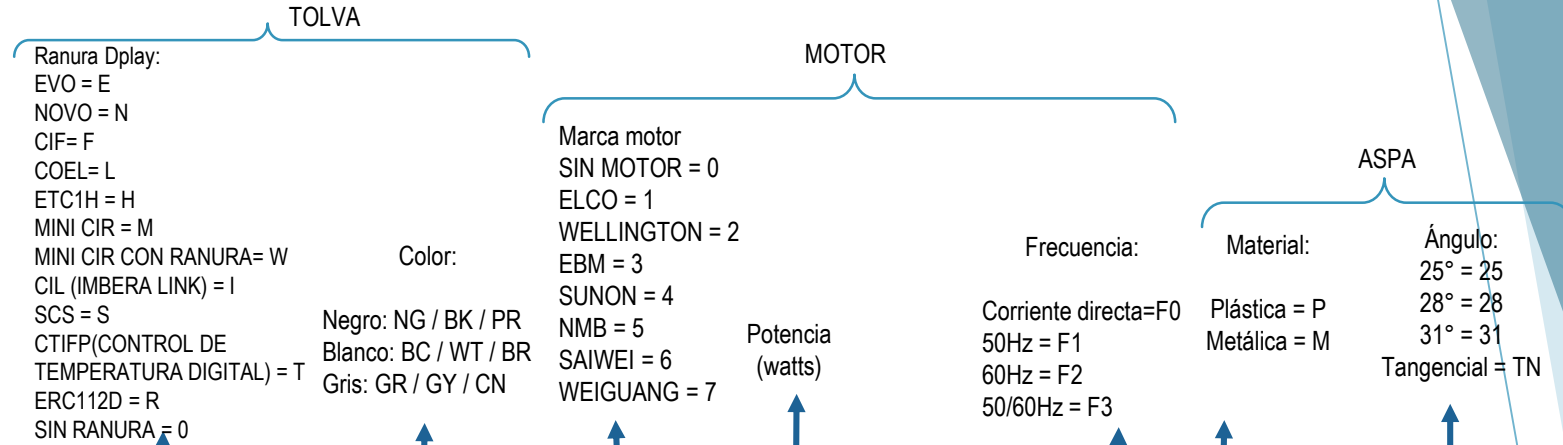 TOLVA
Ranura Dplay:
EVO = E
NOVO = N
CIF= F
COEL= L
ETC1H = H
MINI CIR = M
MINI CIR CON RANURA= W
CIL (IMBERA LINK) = I
SCS = S
CTIFP(CONTROL DE
TEMPERATURA DIGITAL) = T
ERC112D = R
SIN RANURA = 0
Color:
Negro: NG / BK / PR
Blanco: BC / WT / BR
Gris: GR / GY / CN
MOTOR
Marca motor
SIN MOTOR = 0
ELCO = 1
WELLINGTON = 2
EBM = 3
SUNON = 4
NMB = 5
SAIWEI = 6
WEIGUANG = 7
Potencia
(watts)
Frecuencia:
Corriente directa=F0
50Hz = F1
60Hz = F2
50/60Hz = F3
ASPA
Material:
Plástica = P
Metálica = M
Ángulo:
25° = 25
28° = 28
31° = 31
Tangencial = TN